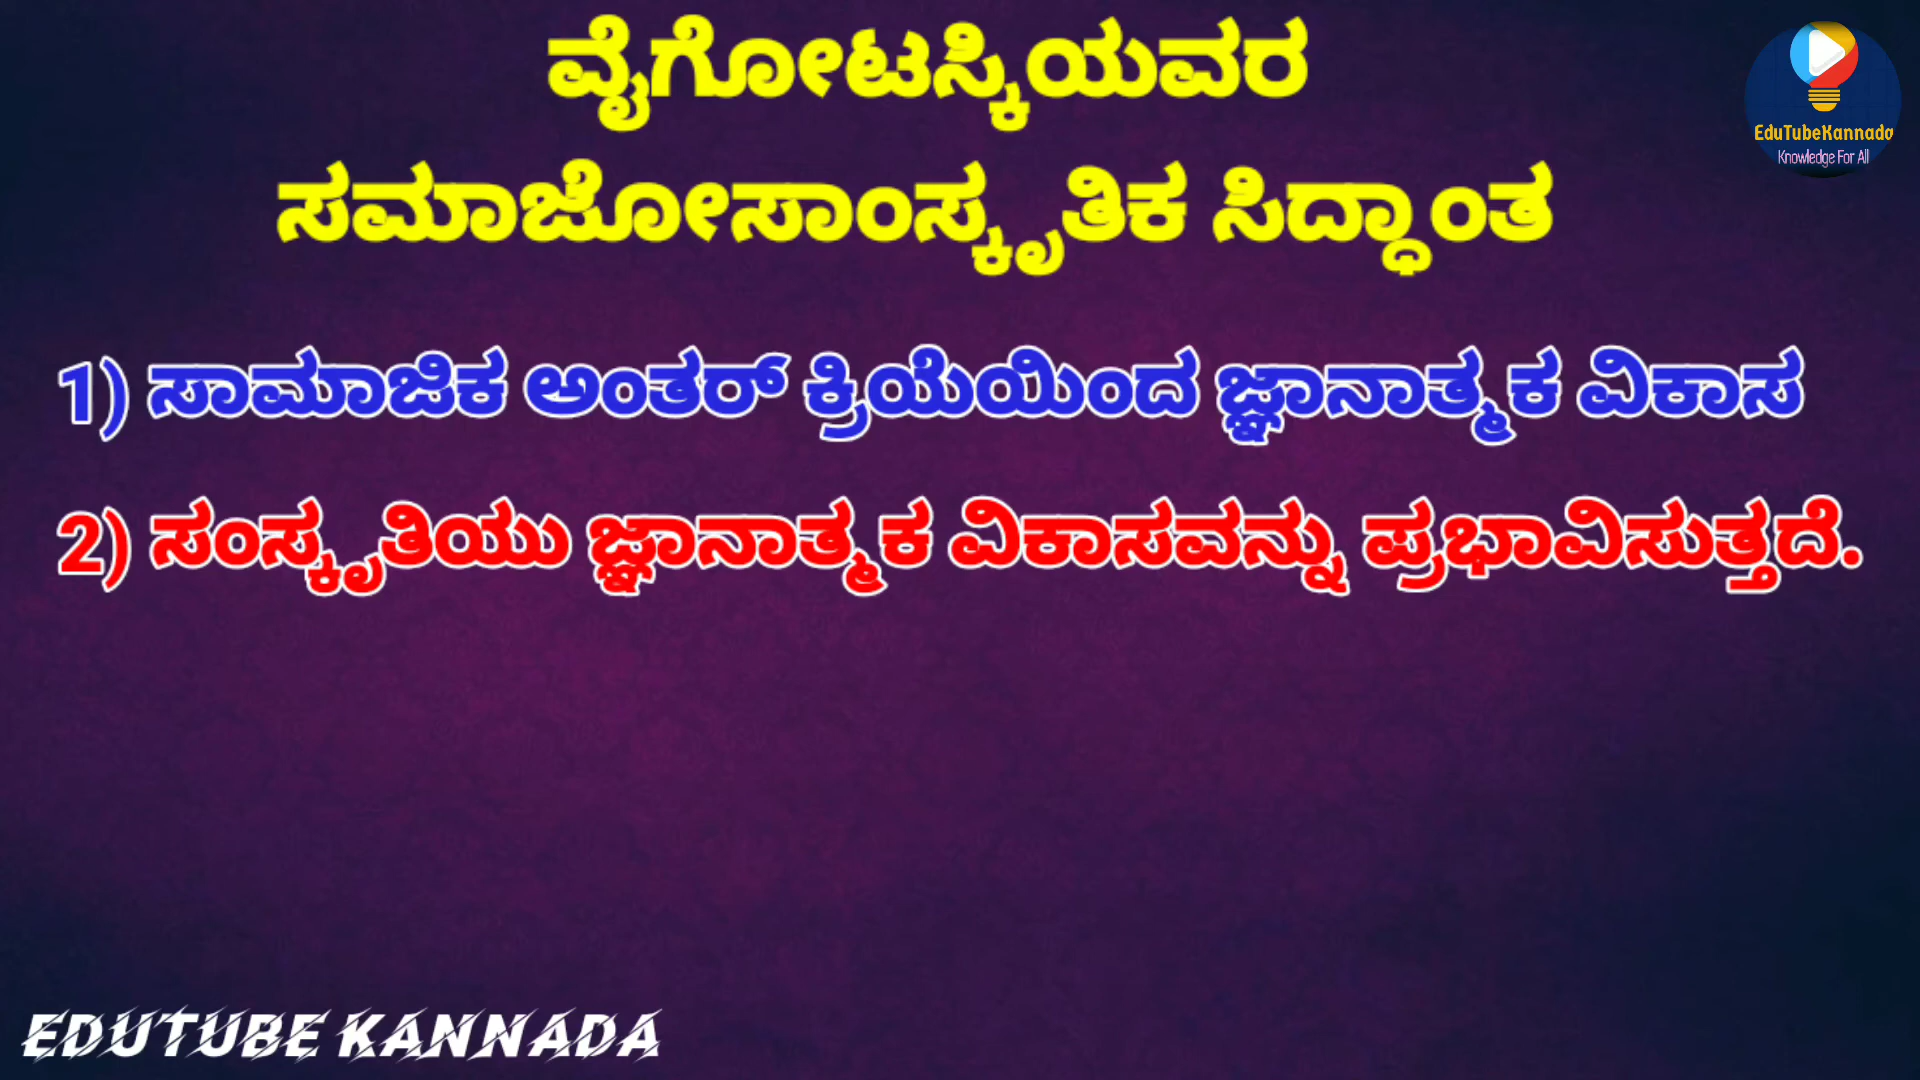 ವೈಗೋಟಸ್ಕಿಯವರ
ಸಮಾಜೋಸಾಂಸ್ಕೃತಿಕ ಸಿದ್ಧಾಂತ
EduTubeKannada
Knowledge For All
1) ಸಾಮಾಜಿಕ ಅಂತರ್ ಕ್ರಿಯೆಯಿಂದ ಜ್ಞಾನಾತ್ಮಕ ವಿಕಾಸ
2) ಸಂಸ್ಕೃತಿಯು ಜ್ಞಾನಾತ್ಮಕ ವಿಕಾಸವನ್ನು ಪ್ರಭಾವಿಸುತ್ತದೆ.
EDUTUBE KANNADA